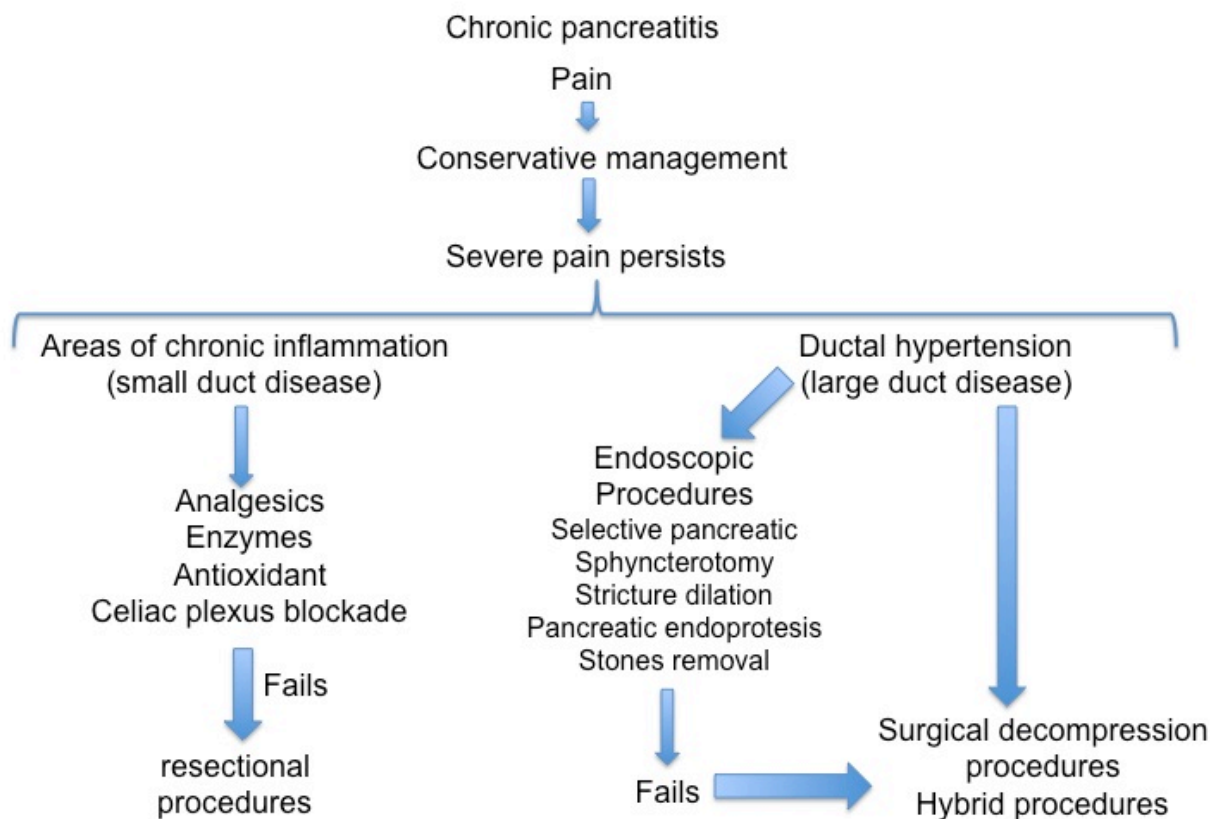 Chronic pancreatitis
Pain
Conservative management
Severe pain persists
Areas of chronic inflammation
(small duct disease)
Analgesics
Enzymes
Antioxidant
Celiac plexus blockade
Fails
resectional
procedures
Ductal hypertension
(large duct disease)
Endoscopic
Procedures
Selective pancreatic
Sphyncterotomy
Stricture dilation
Pancreatic endoprotesis
Stones removal
Fails
Surgical decompression
procedures
Hybrid procedures